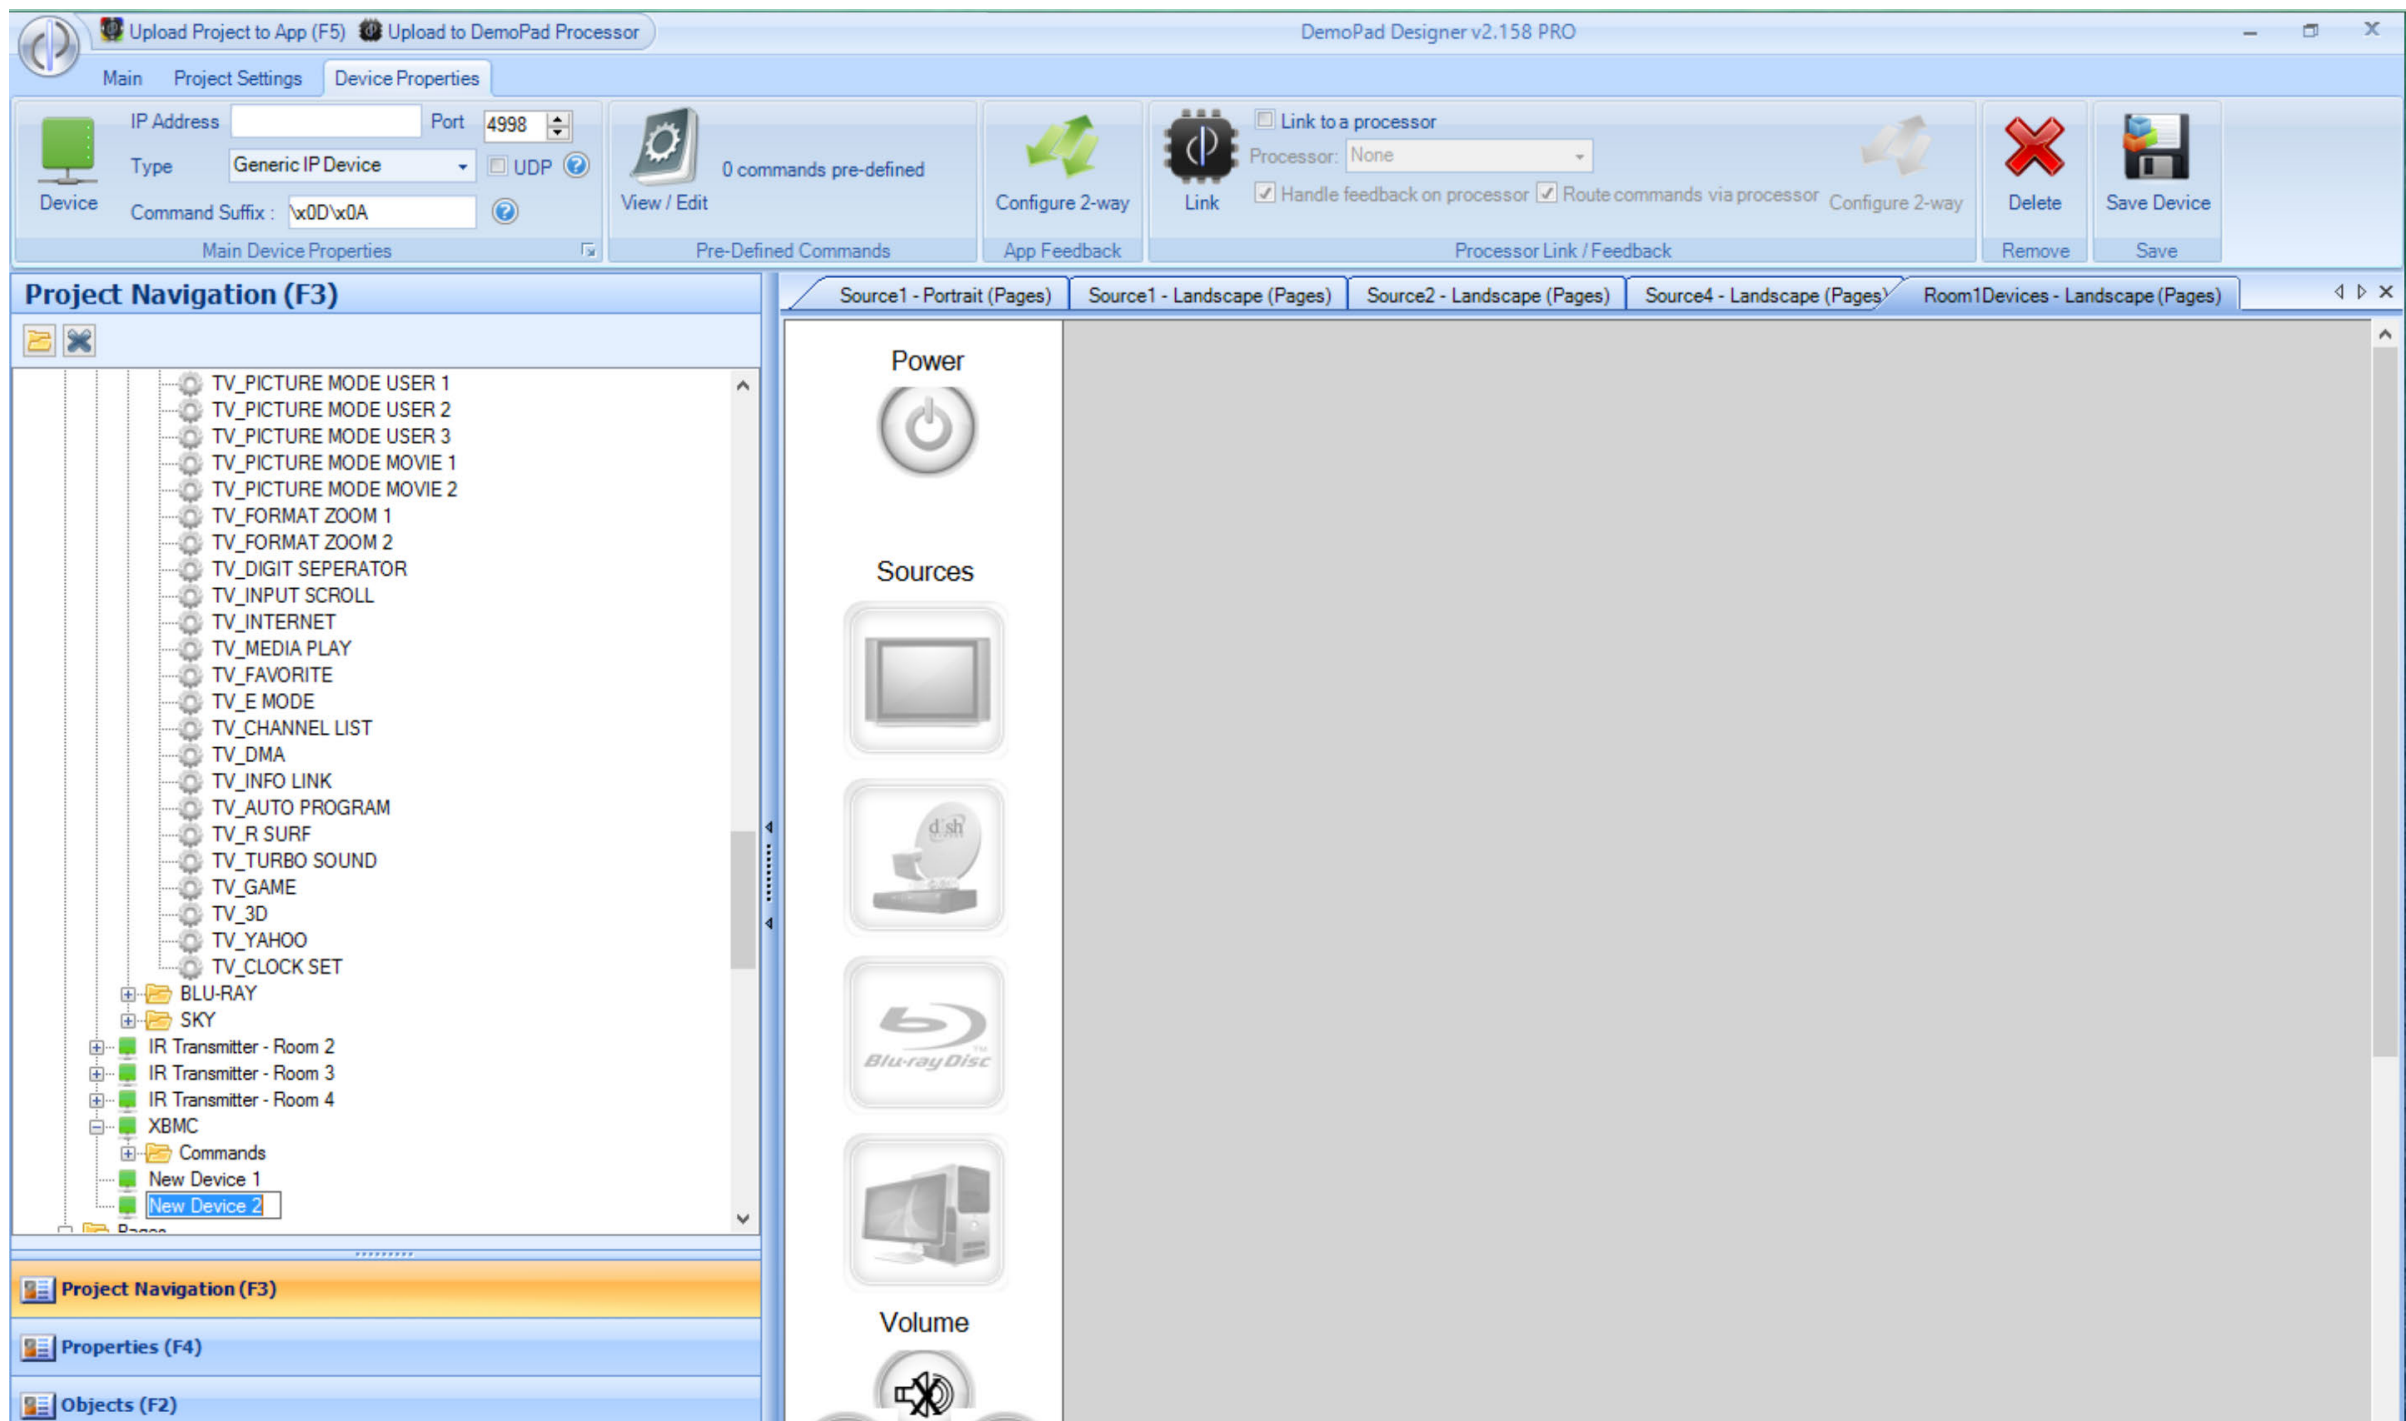 Upload Project to App (F5) Upload to DemoPad Processor
DemoPad Designer v2.158 PRO
Main Project Settings Device Properties
IP Address Port 4998
Type Generic IP Device UDP
Command Suffix : \x0D\x0A
Device
Main Device Properties
View / Edit
0 commands pre-defined
Pre-Defined Commands
Configure 2-way
App Feedback
Link
Link to a processor
Processor: None
Handle feedback on processor Route commands via processor
Configure 2-way
Processor Link / Feedback
Delete
Remove
Save Device
Save
Project Navigation (F3)
TV_PICTURE MODE USER 1
TV_PICTURE MODE USER 2
TV_PICTURE MODE USER 3
TV_PICTURE MODE MOVIE 1
TV_PICTURE MODE MOVIE 2
TV_FORMAT ZOOM 1
TV_FORMAT ZOOM 2
TV_DIGIT SEPERATOR
TV_INPUT SCROLL
TV_INTERNET
TV_MEDIA PLAY
TV_FAVORITE
TV_E MODE
TV_CHANNEL LIST
TV_DMA
TV_INFO LINK
TV_AUTO PROGRAM
TV_R SURF
TV_TURBO SOUND
TV_GAME
TV_3D
TV_YAHOO
TV_CLOCK SET
BLU-RAY
SKY
IR Transmitter - Room 2
IR Transmitter - Room 3
IR Transmitter - Room 4
XBMC
Commands
New Device 1
New Device 2
Pages
Project Navigation (F3)
Properties (F4)
Objects (F2)
Source1 - Portrait (Pages) Source1 - Landscape (Pages) Source2 - Landscape (Pages) Source4 - Landscape (Pages) Room1Devices - Landscape (Pages)
Power
Sources
dish
Blu-ray Disc
TM
Volume